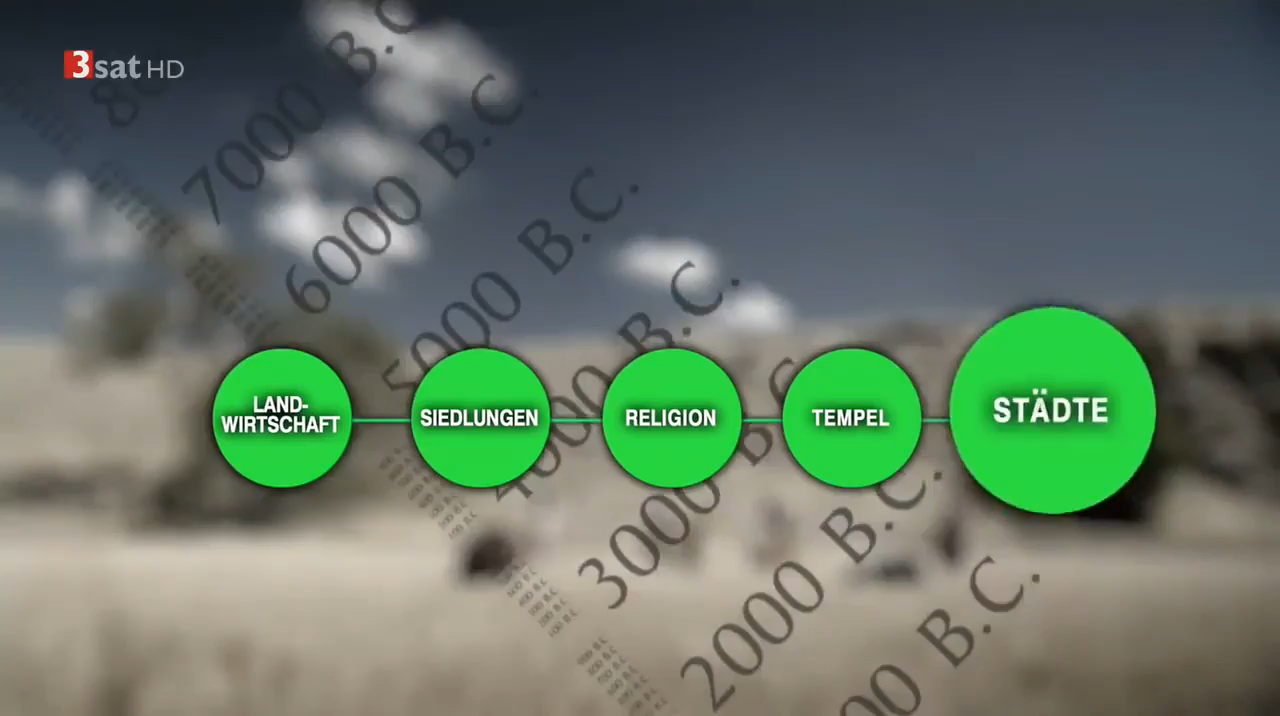 3sat HD
7000 B.C.
6000 B.C.
5000 B.C.
4000 B.C.
3000 B.C.
2000 B.C.
B.C.
LAND-
WIRTSCHAFT
SIEDLUNGEN
RELIGION
TEMPEL
STÄDTE